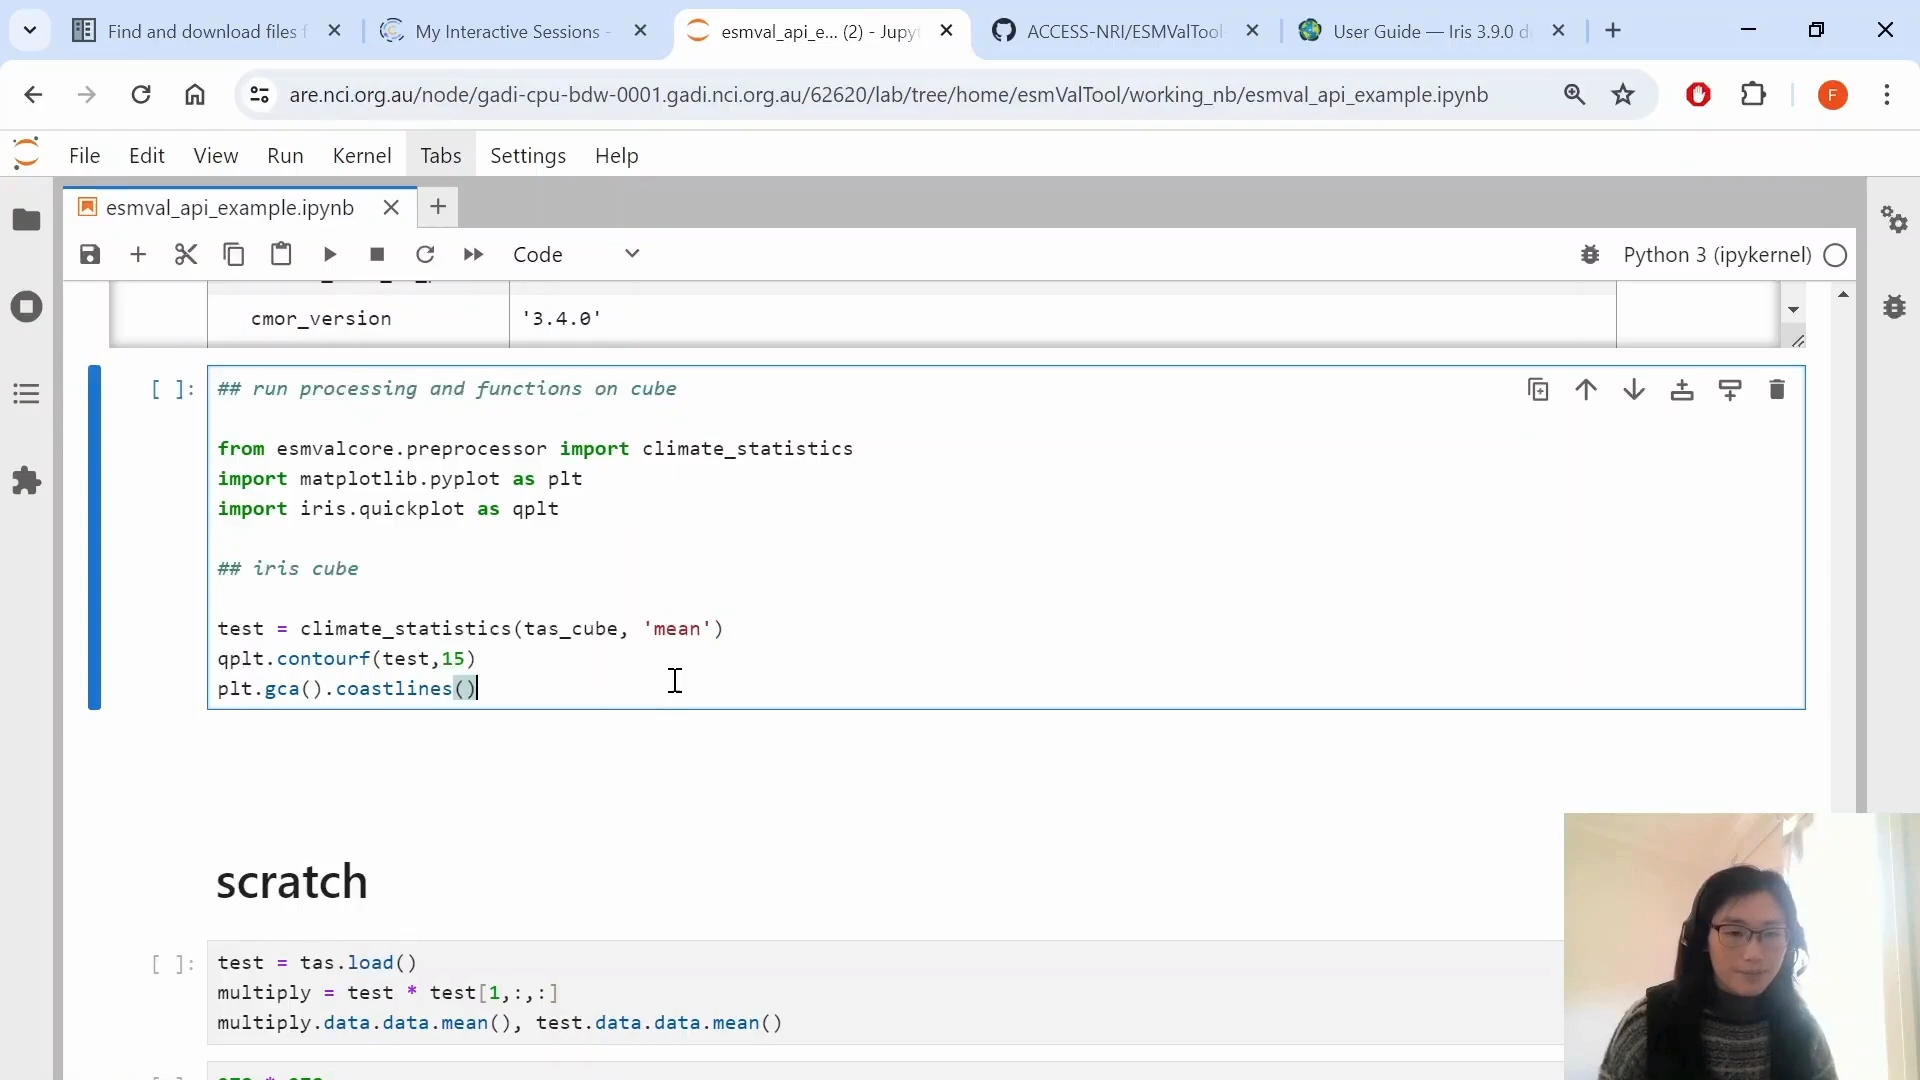 Find and download files f
My Interactive Sessions -
esmval_api_e... (2) - Jupy
ACCESS-NRI/ESMValTool-
User Guide — Iris 3.9.0 d
are.nci.org.au/node/gadi-cpu-bdw-0001.gadi.nci.org.au/62620/lab/tree/home/esmValTool/working_nb/esmval_api_example.ipynb
F
File Edit View Run Kernel Tabs Settings Help
esmval_api_example.ipynb
Code
Python 3 (ipykernel)
cmor_version '3.4.0'
[ ]: ## run processing and functions on cube
from esmvalcore.preprocessor import climate_statistics
import matplotlib.pyplot as plt
import iris.quickplot as qplt
## iris cube
test = climate_statistics(tas_cube, 'mean')
qplt.contourf(test,15)
plt.gca().coastlines()
scratch
[ ]: test = tas.load()
multiply = test * test[1,:,:]
multiply.data.data.mean(), test.data.data.mean()